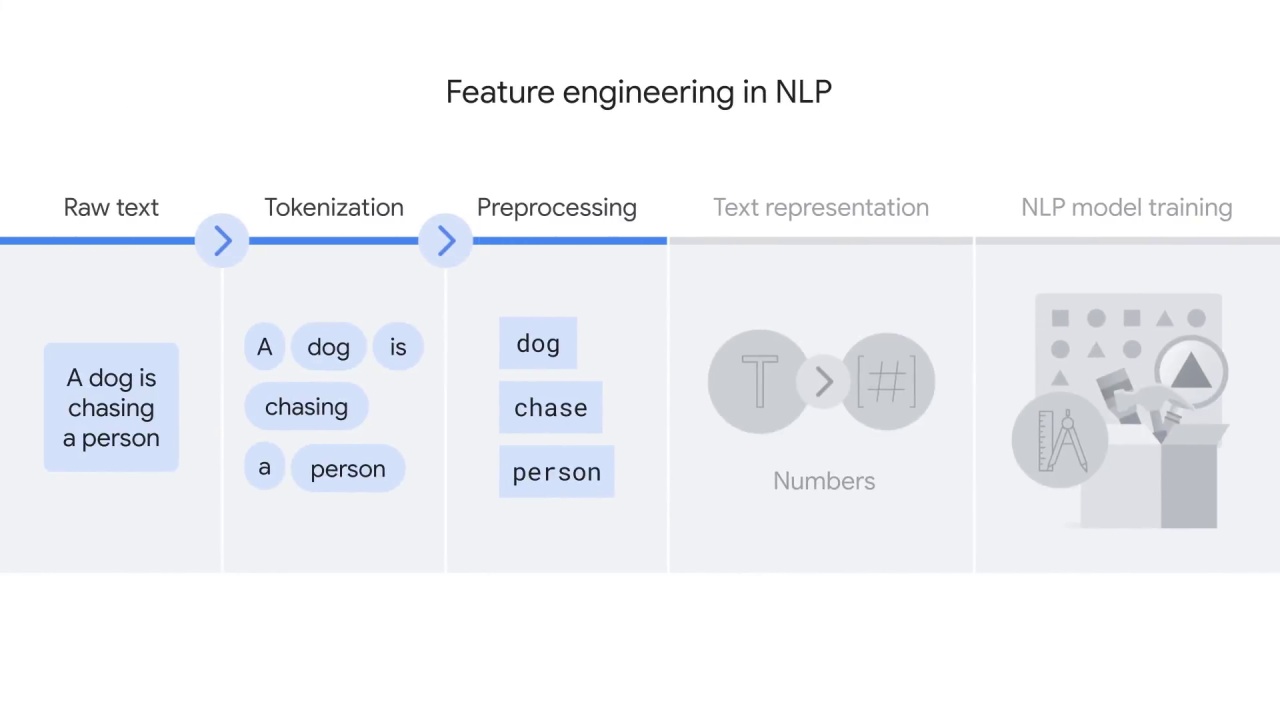 Feature engineering in NLP
Raw text
Tokenization
Preprocessing
Text representation
NLP model training
A dog is
chasing
a person
A dog is
chasing
a person
dog
chase
person
T [#]
Numbers